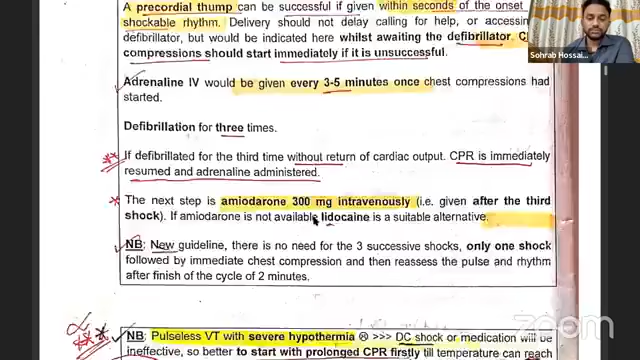 A precordial thump can be successful if given within seconds of the onset
shockable rhythm. Delivery should not delay calling for help, or accessin
defibrillator, but would be indicated here whilst awaiting the defibrillator. C
compressions should start immediately if it is unsuccessful.
Adrenaline IV would be given every 3-5 minutes once chest compressions had
started.
Defibrillation for three times.
** If defibrillated for the third time without return of cardiac output. CPR is immediately
resumed and adrenaline administered.
* The next step is amiodarone 300 mg intravenously (i.e. given after the third
shock). If amiodarone is not available lidocaine is a suitable alternative.
NB: New guideline, there is no need for the 3 successive shocks, only one shock
followed by immediate chest compression and then reassess the pulse and rhythm
after finish of the cycle of 2 minutes.
NB: Pulseless VT with severe hypothermia ☹ >>> DC shock or medication will be
ineffective, so better to start with prolonged CPR firstly till temperature can reach
Sohrab Hossai...
zoom